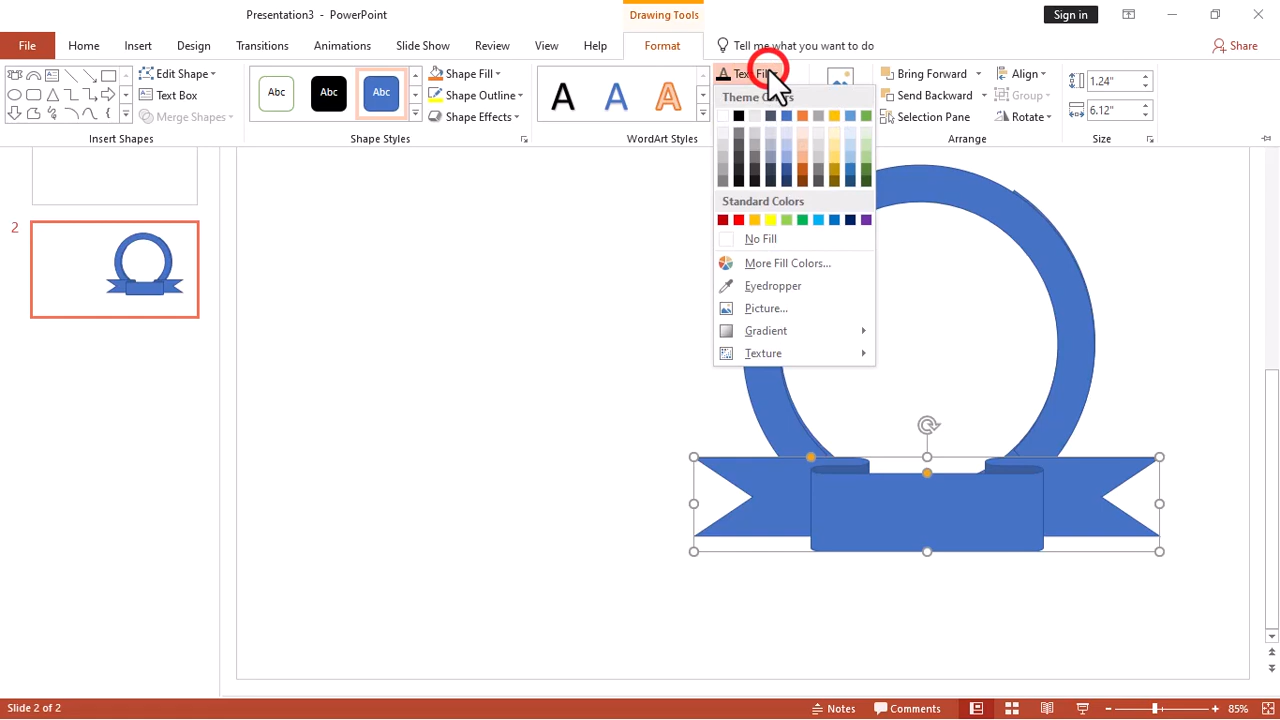 Presentation3 - PowerPoint
Drawing Tools
Sign in
File
Home
Insert
Design
Transitions
Animations
Slide Show
Review
View
Help
Format
Tell me what you want to do
Share
Edit Shape
Text Box
Merge Shapes
Insert Shapes
Abc
Abc
Abc
Shape Fill
Shape Outline
Shape Effects
Shape Styles
A
A
A
WordArt Styles
A
Bring Forward
Send Backward
Selection Pane
Align
Group
Rotate
Arrange
1.24"
6.12"
Size
Standard Colors
No Fill
More Fill Colors...
Eyedropper
Picture...
Gradient
Texture
2
Slide 2 of 2
Notes
Comments
85%